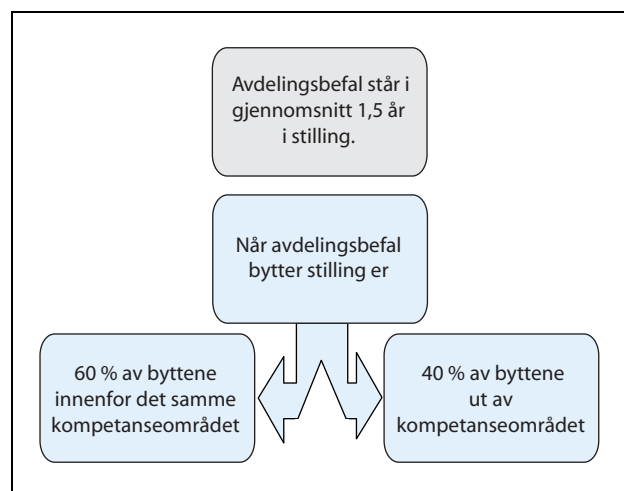 Avdelingsbefal står i
gjennomsnitt 1,5 år
i stilling.
Når avdelingsbefal
bytter stilling er
60 % av byttene
innenfor det samme
kompetanseområdet
40 % av byttene
ut av
kompetanseområdet